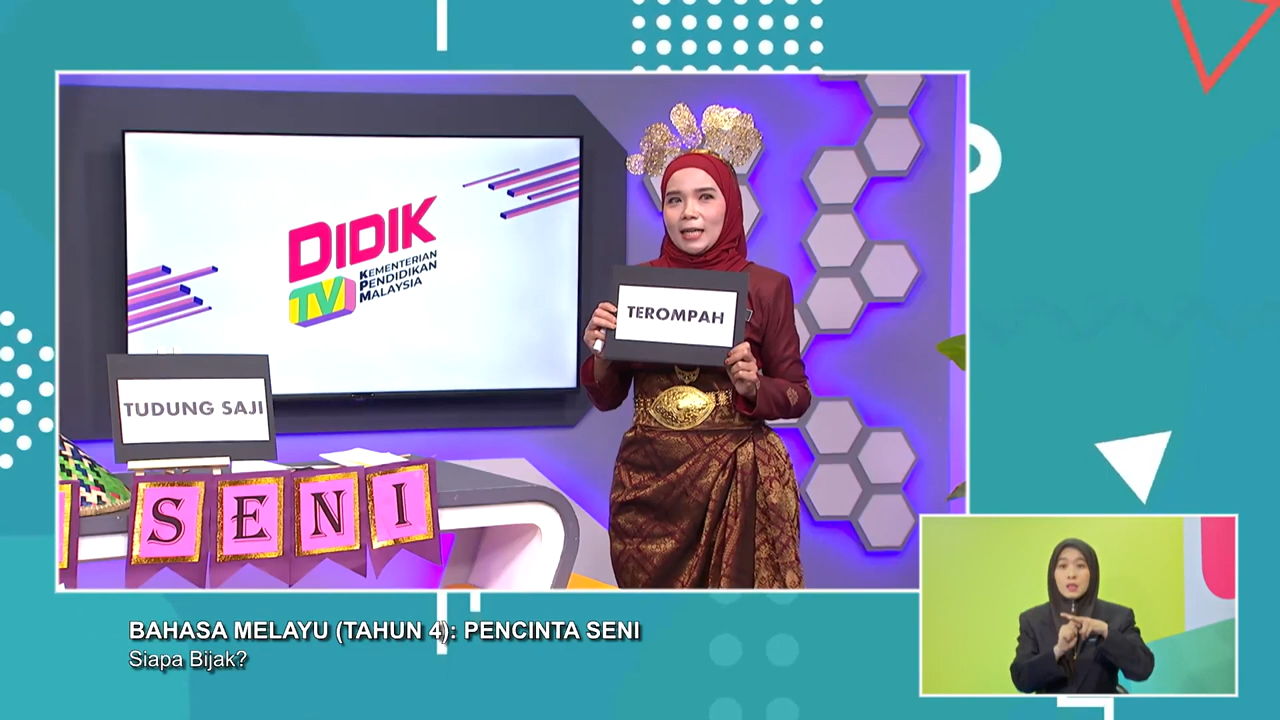 DIDIK
TV
KEMENTERIAN
PENDIDIKAN
MALAYSIA
TEROMPAH
TUDUNG SAJI
SENI
BAHASA MELAYU (TAHUN 4): PENCINTA SENI
Siapa Bijak?